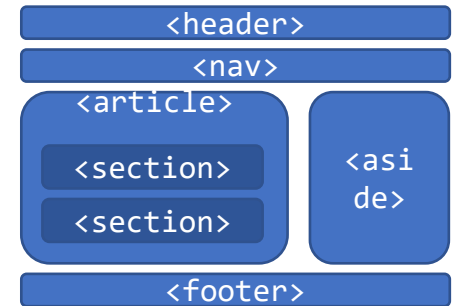 <header>
<nav>
<article>
<section>
<section>
<asi
de>
<footer>